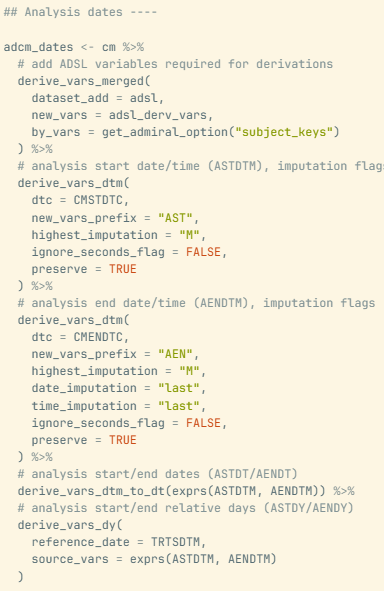 ## Analysis dates ----

adcm_dates <- cm %>%
  # add ADSL variables required for derivations
  derive_vars_merged(
    dataset_add = adsl,
    new_vars = adsl_derv_vars,
    by_vars = get_admiral_option("subject_keys")
  ) %>%
  # analysis start date/time (ASTDTM), imputation flags
  derive_vars_dtm(
    dtc = CMSTDTC,
    new_vars_prefix = "AST",
    highest_imputation = "M",
    ignore_seconds_flag = FALSE,
    preserve = TRUE
  ) %>%
  # analysis end date/time (AENDTM), imputation flags
  derive_vars_dtm(
    dtc = CMENDTC,
    new_vars_prefix = "AEN",
    highest_imputation = "M",
    date_imputation = "last",
    time_imputation = "last",
    ignore_seconds_flag = FALSE,
    preserve = TRUE
  ) %>%
  # analysis start/end dates (ASTDT/AENDT)
  derive_vars_dtm_to_dt(exprs(ASTDTM, AENDTM)) %>%
  # analysis start/end relative days (ASTDY/AENDY)
  derive_vars_dy(
    reference_date = TRTSDTM,
    source_vars = exprs(ASTDTM, AENDTM)
  )